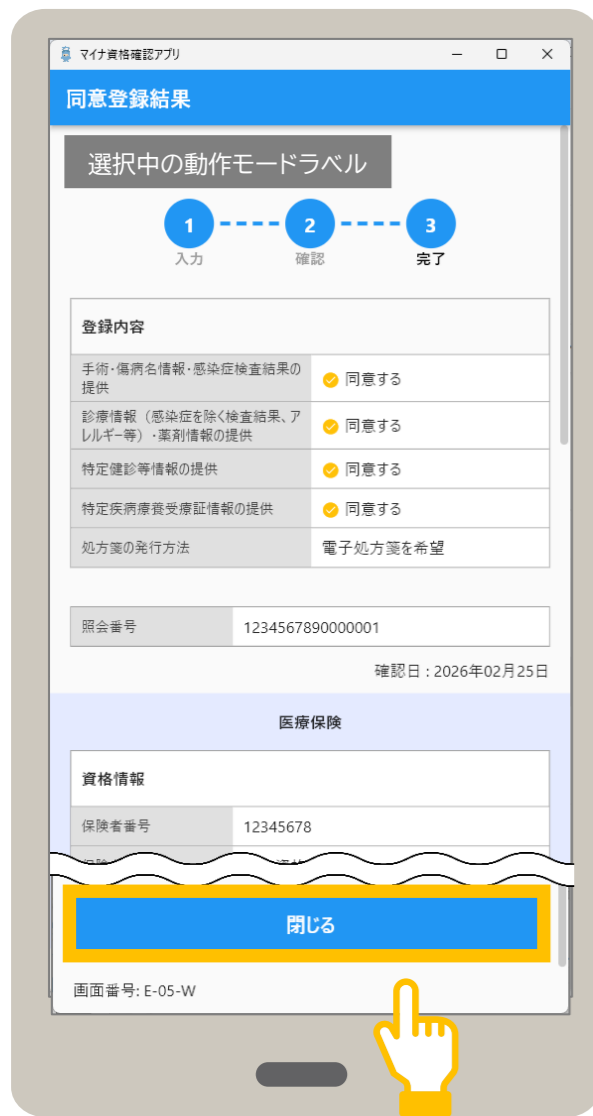 マイナ資格確認アプリ
同意登録結果
選択中の動作モードラベル
1 2 3
入力 確認 完了
登録内容
手術・傷病名情報・感染症検査結果の
提供
同意する
診療情報（感染症を除く検査結果、ア
レルギー等）・薬剤情報の提供
同意する
特定健診等情報の提供 同意する
特定疾病療養受療証情報の提供 同意する
処方箋の発行方法 電子処方箋を希望
照会番号 1234567890000001
確認日 : 2026年02月25日
医療保険
資格情報
保険者番号 12345678
閉じる
画面番号: E-05-W